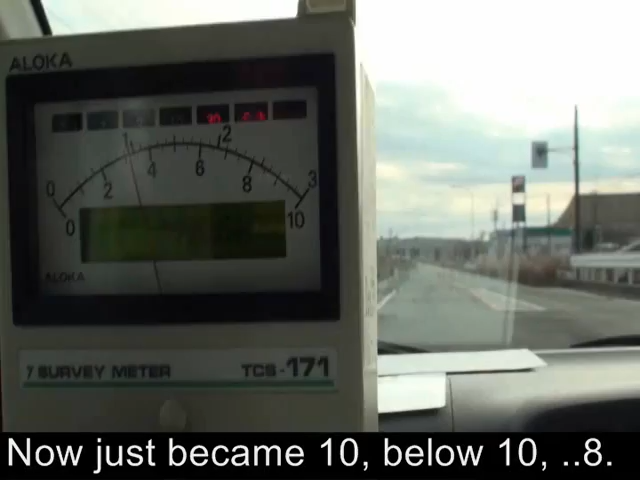 ALOKA
30
0 1 2 3
0 2 4 6 8 10
ALOKA
γ SURVEY METER TCS-171
Now just became 10, below 10, ..8.